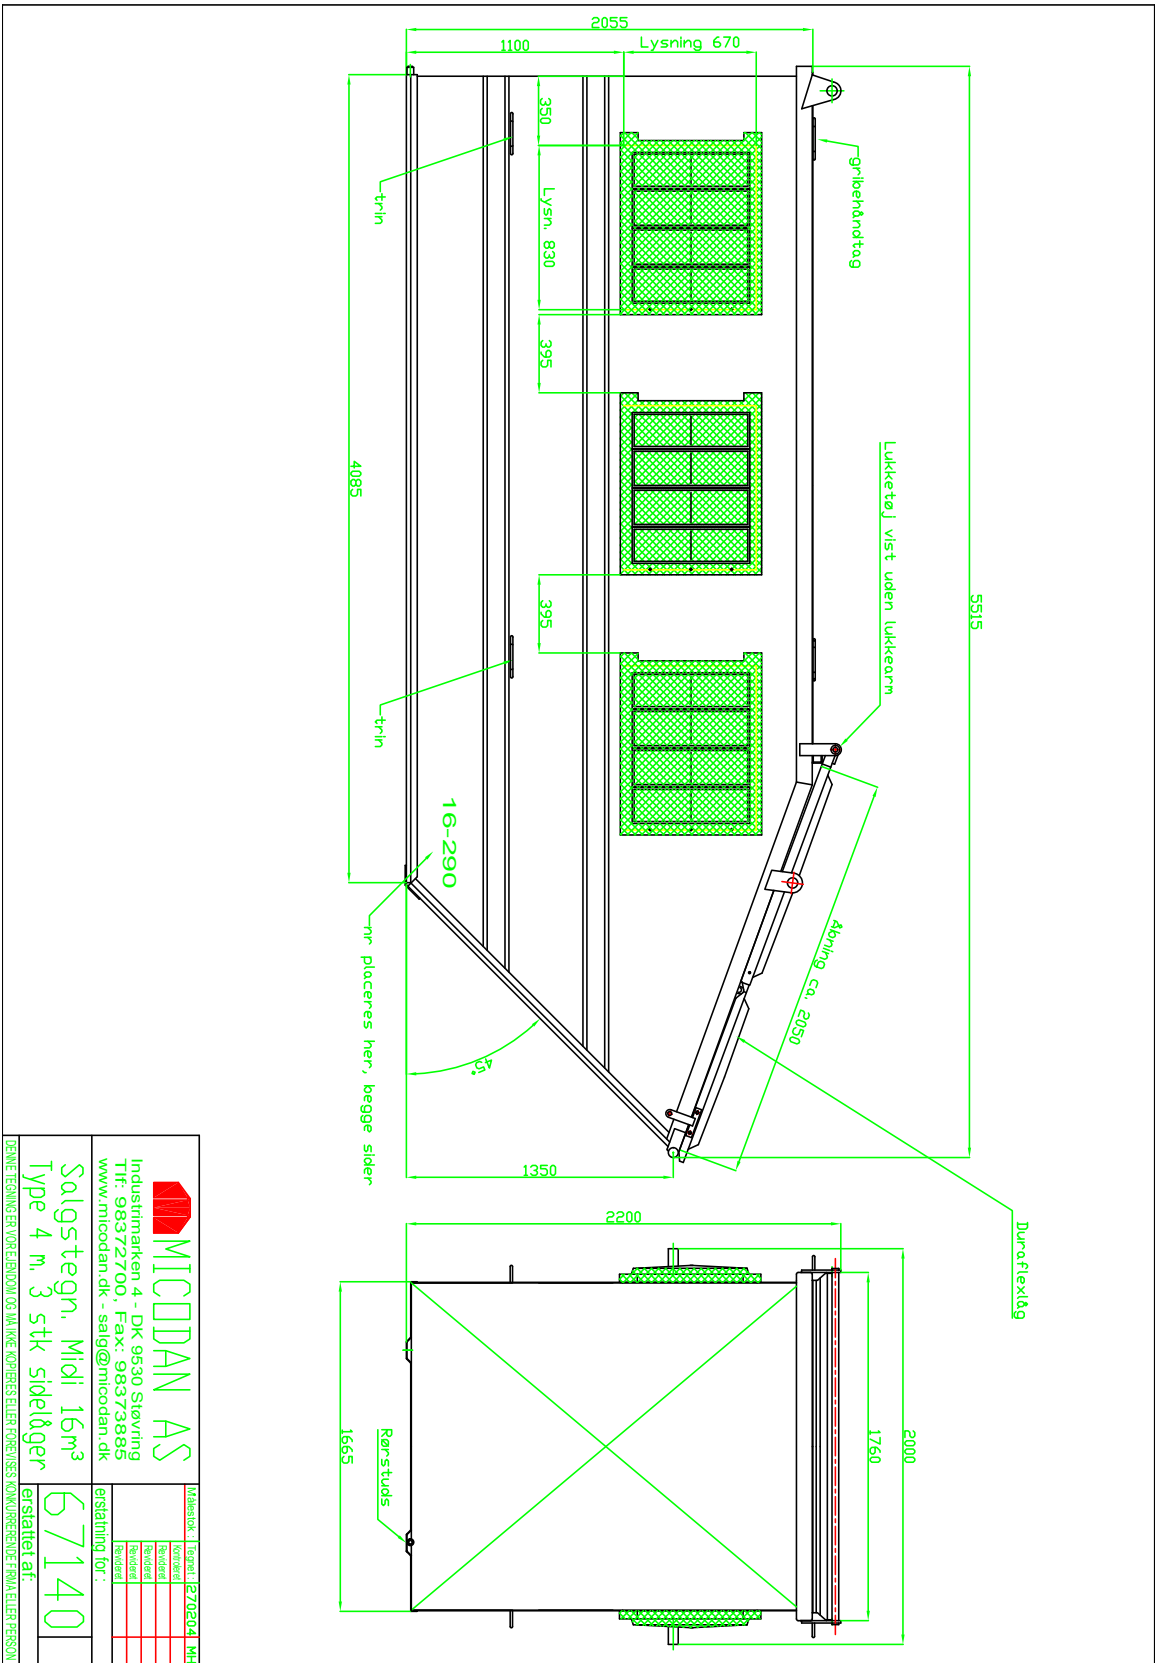 2055
1100
Lysning 670
350
Lysn. 830
395
395
4085
5515
gribehåndtag
trin
trin
Lukketøj vist uden lukkearm
16-290
nr placeres her, begge sider
45°
Åbning ca. 2050
1350
Duraflexlåg
2200
2000
1760
1665
Rørstuds
MICODAN AS
Industrimarken 4 - DK 9530 Støvring
Tlf: 98372700, Fax: 98373885
www.micodan.dk - salg@micodan.dk
Salgstegn. Midi 16m³
Type 4 m. 3 stk sidelåger
Målestok : Tegnet : 270204 MH
Kontroleret
Revideret
Revideret
Revideret
Revideret
erstatning for :
67140
erstattet af:
DENNE TEGNING ER VOR EJENDOM OG MÅ IKKE KOPIERES ELLER FOREVISES KONKURRERENDE FIRMA ELLER PERSON